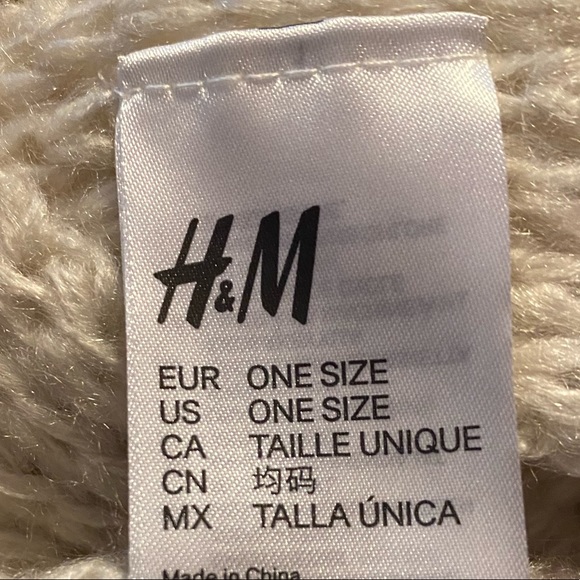 H&M
EUR ONE SIZE
US ONE SIZE
CA TAILLE UNIQUE
CN 均码
MX TALLA ÚNICA
Made in China